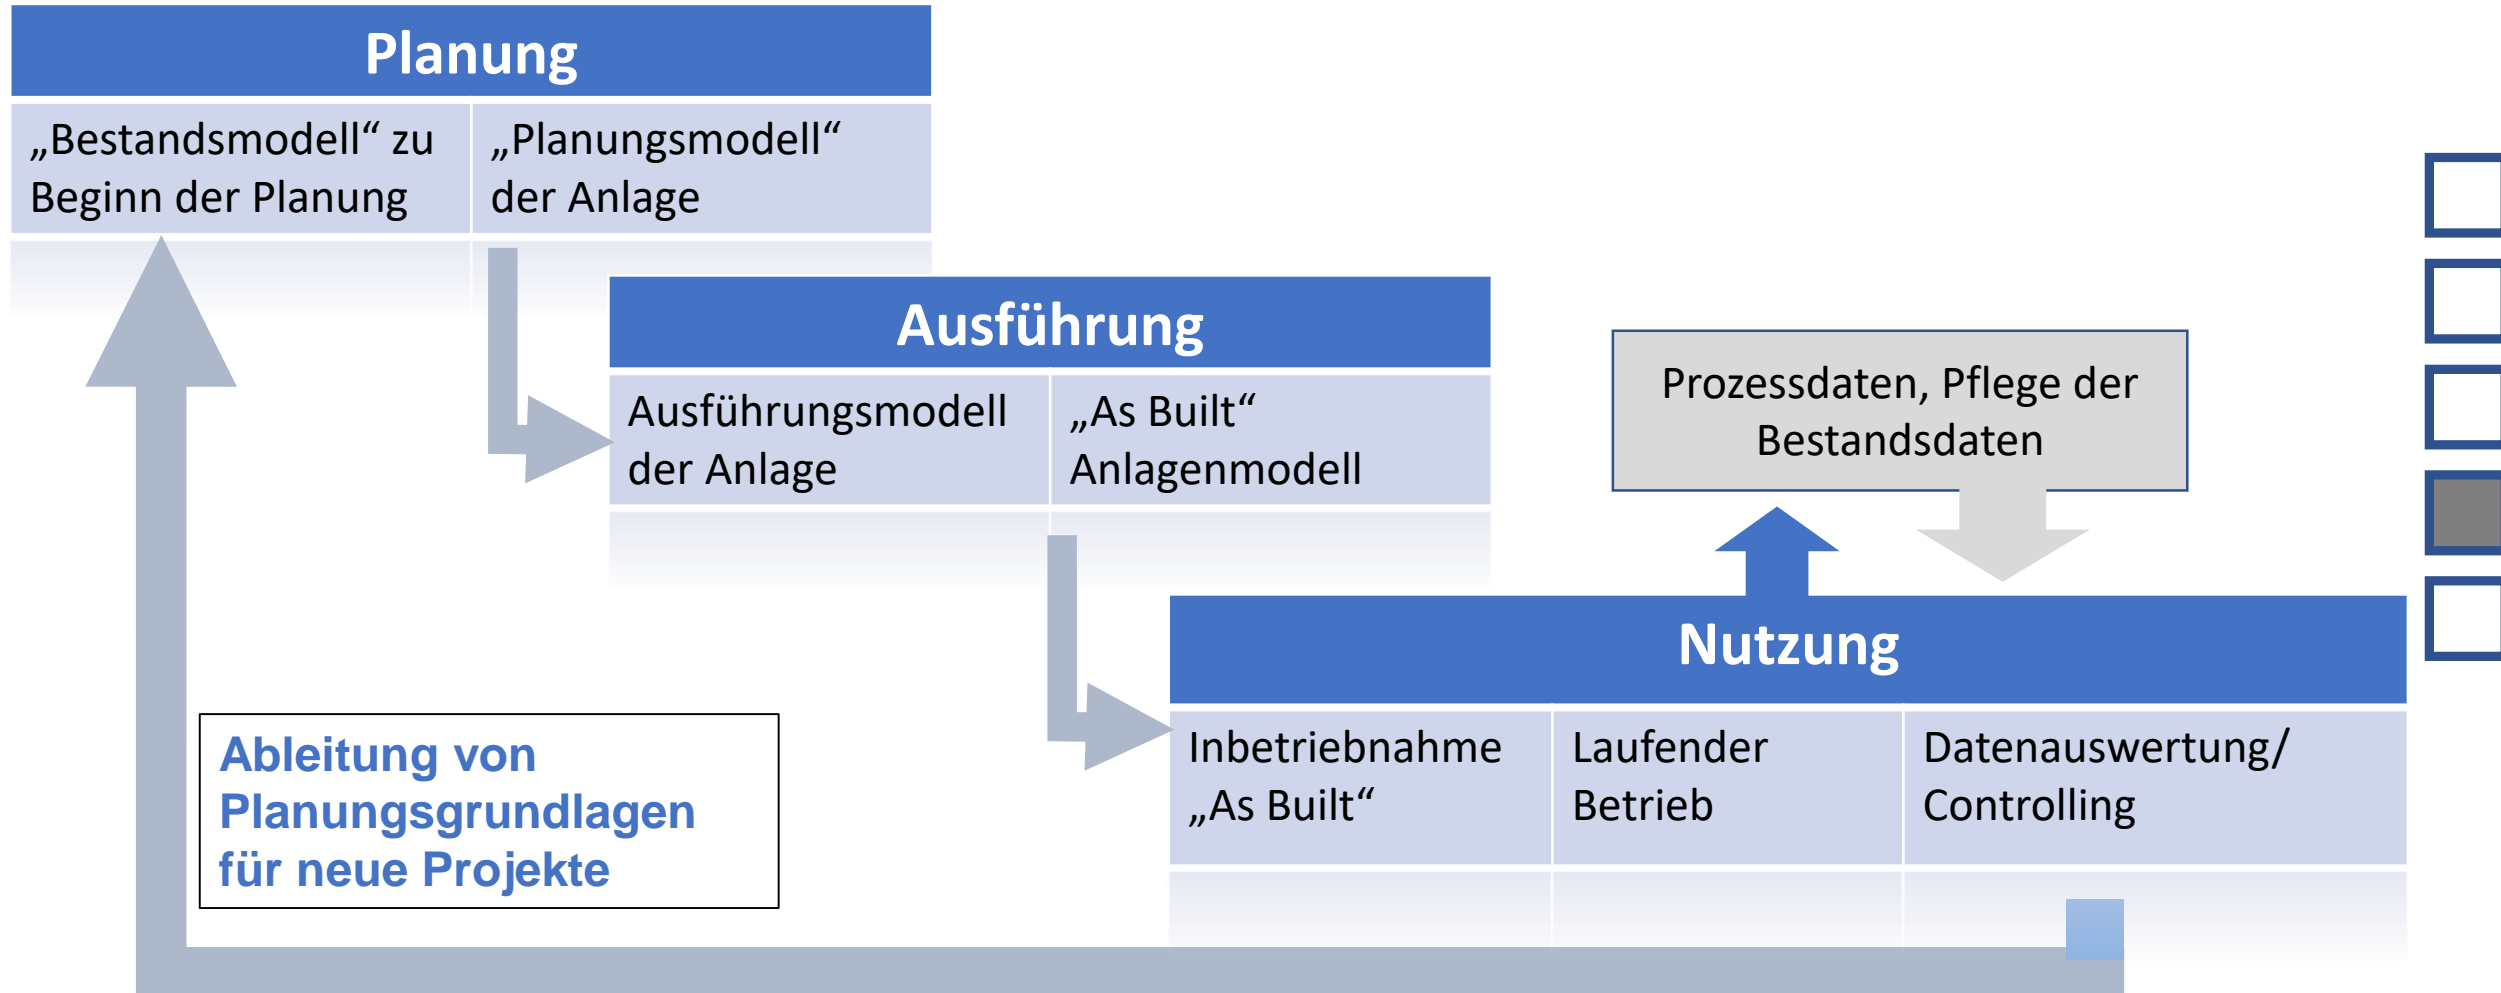 Planung
„Bestandsmodell“ zu
Beginn der Planung
„Planungsmodell“
der Anlage
Ausführung
Ausführungsmodell
der Anlage
„As Built“
Anlagenmodell
Prozessdaten, Pflege der
Bestandsdaten
Nutzung
Inbetriebnahme
„As Built“
Laufender
Betrieb
Datenauswertung/
Controlling
Ableitung von
Planungsgrundlagen
für neue Projekte